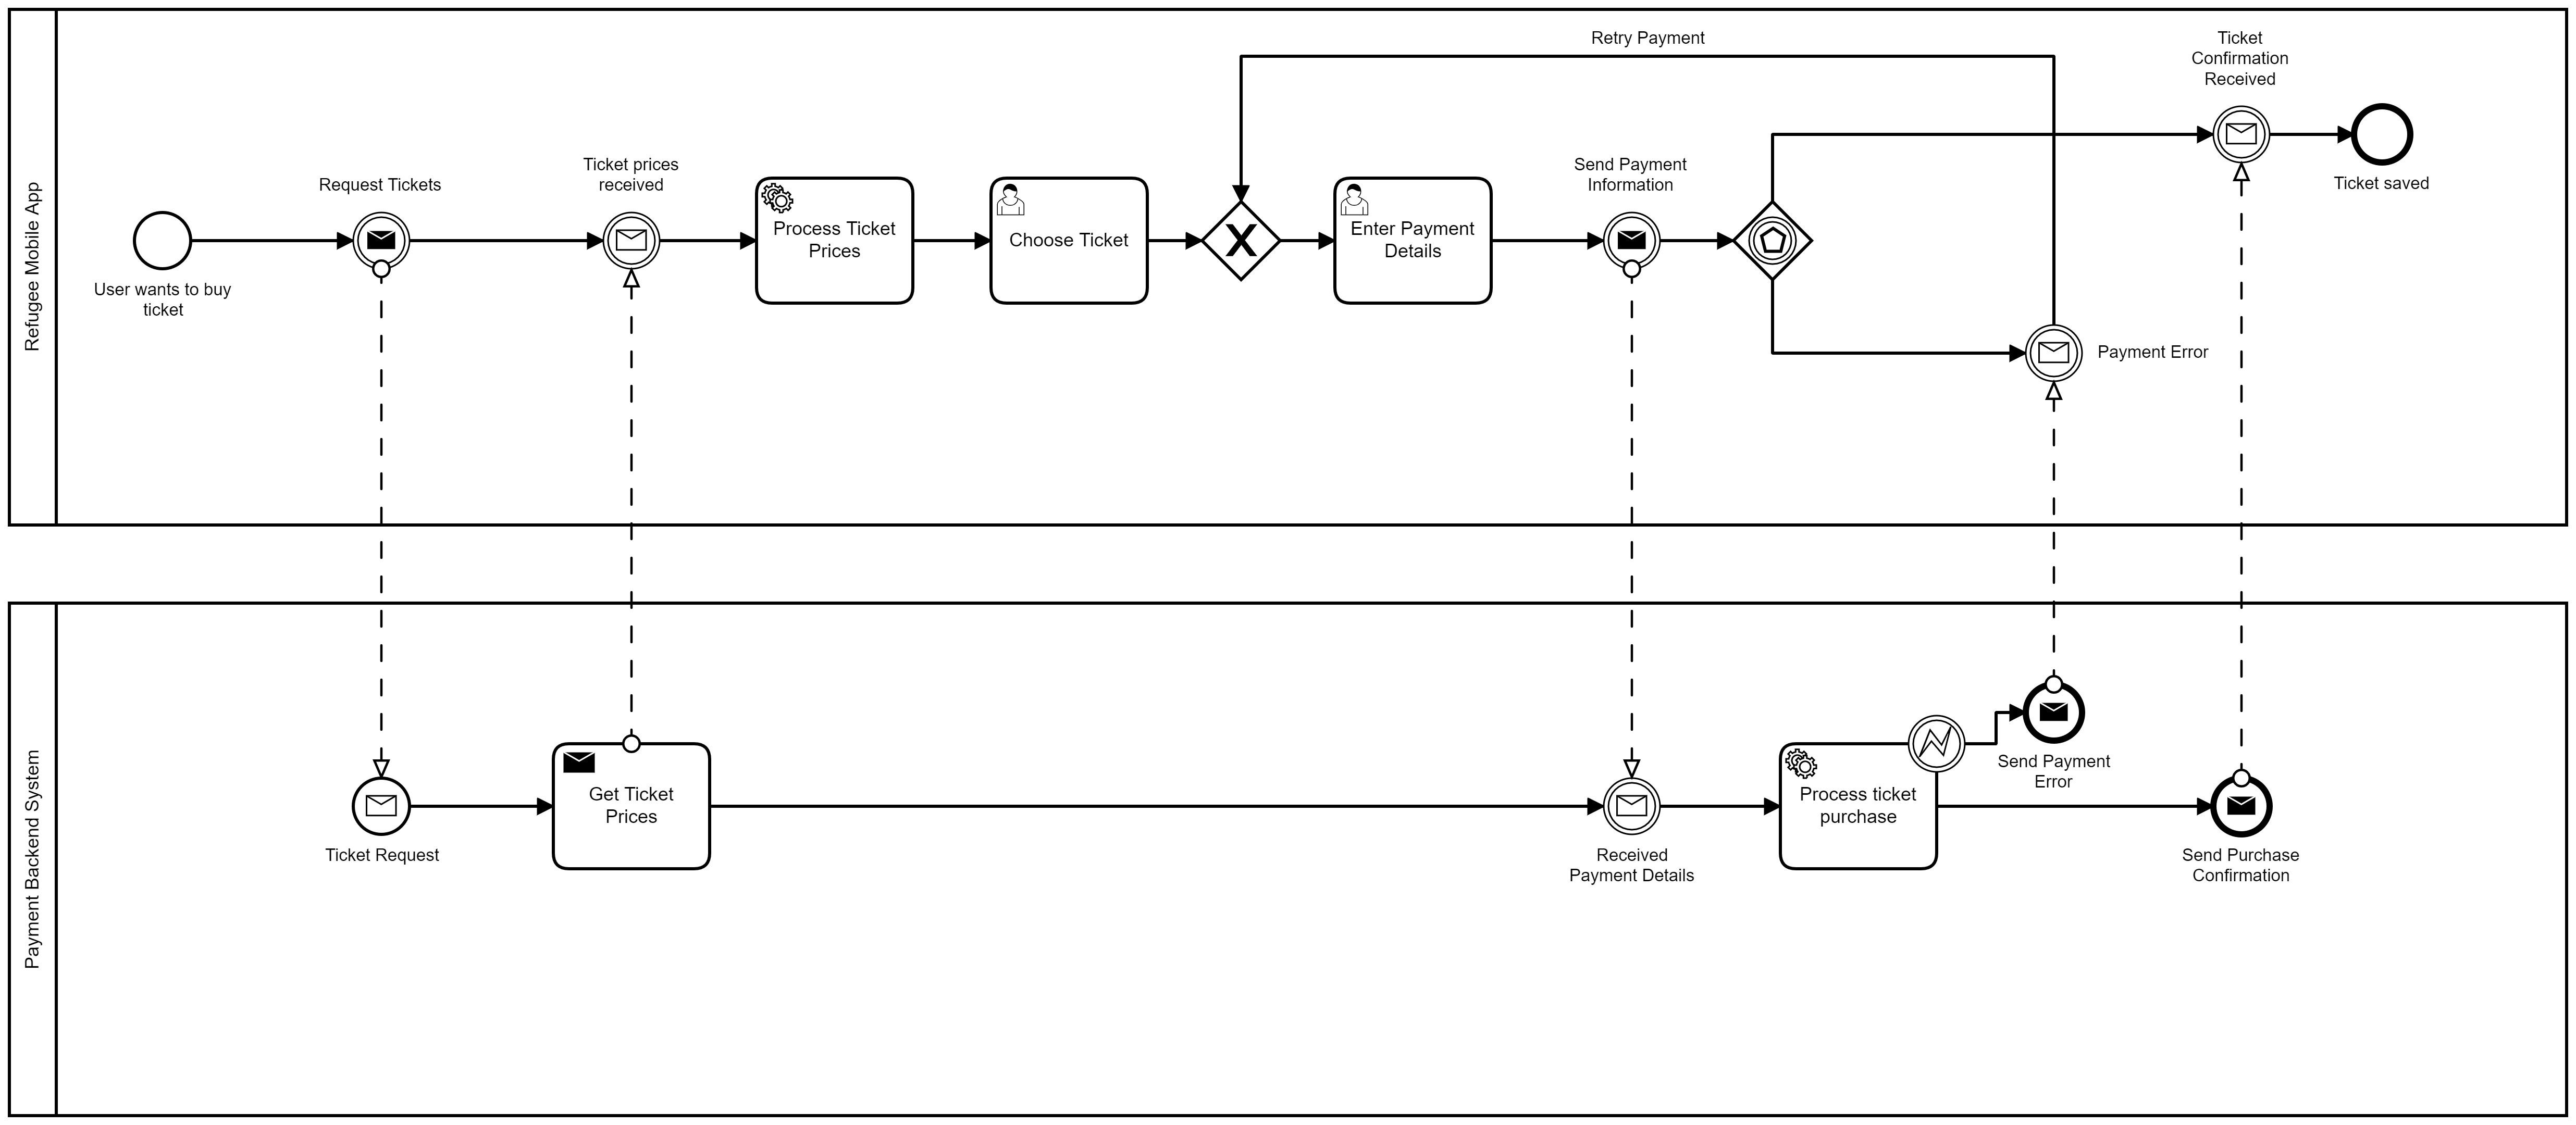 Refugee Mobile App
User wants to buy
ticket
Request Tickets
Ticket prices
received
Process Ticket
Prices
Choose Ticket
Retry Payment
Enter Payment
Details
Send Payment
Information
Payment Error
Ticket
Confirmation
Received
Ticket saved
Payment Backend System
Ticket Request
Get Ticket
Prices
Received
Payment Details
Process ticket
purchase
Send Payment
Error
Send Purchase
Confirmation